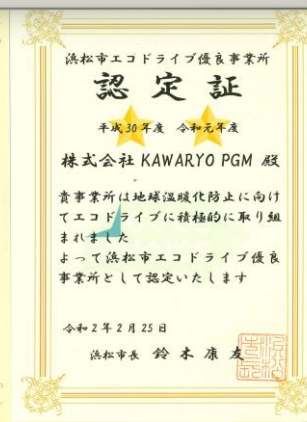 浜松市エコドライブ優良事業所
認定証
平成30年度 令和元年度
株式会社 KAWARYO PGM 殿
貴事業所は地球温暖化防止に向け
てエコドライブに積極的に取り組
まれました
よって浜松市エコドライブ優良
事業所として認定いたします
令和2年2月25日
浜松市長 鈴木康友